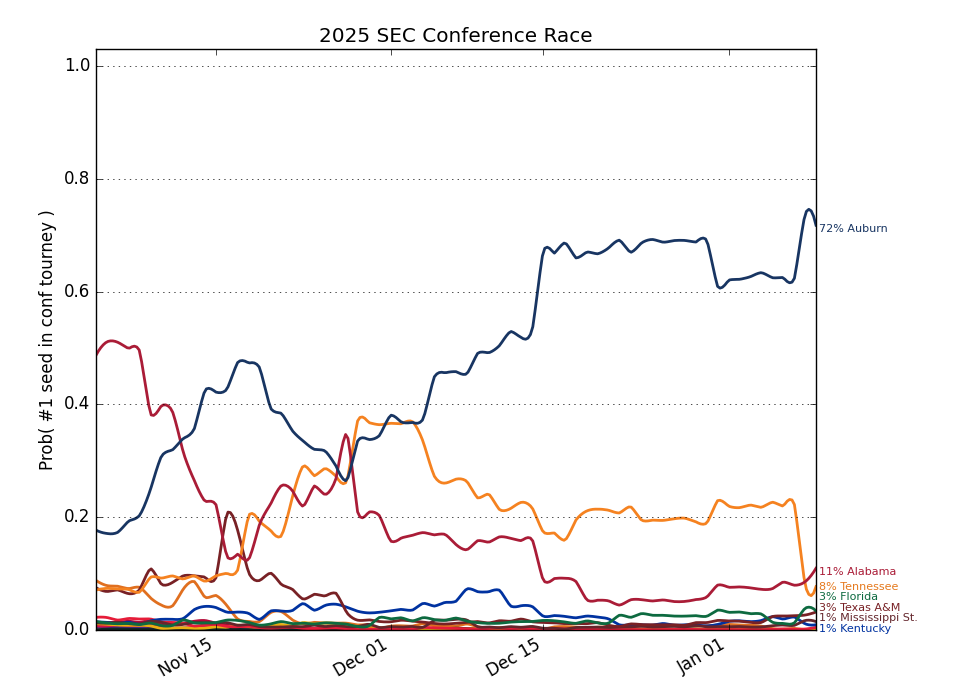 2025 SEC Conference Race
Prob( #1 seed in conf tourney )
1.0
0.8
0.6
0.4
0.2
0.0
Nov 15
Dec 01
Dec 15
Jan 01
72% Auburn
11% Alabama
8% Tennessee
3% Florida
3% Texas A&M
1% Mississippi St.
1% Kentucky